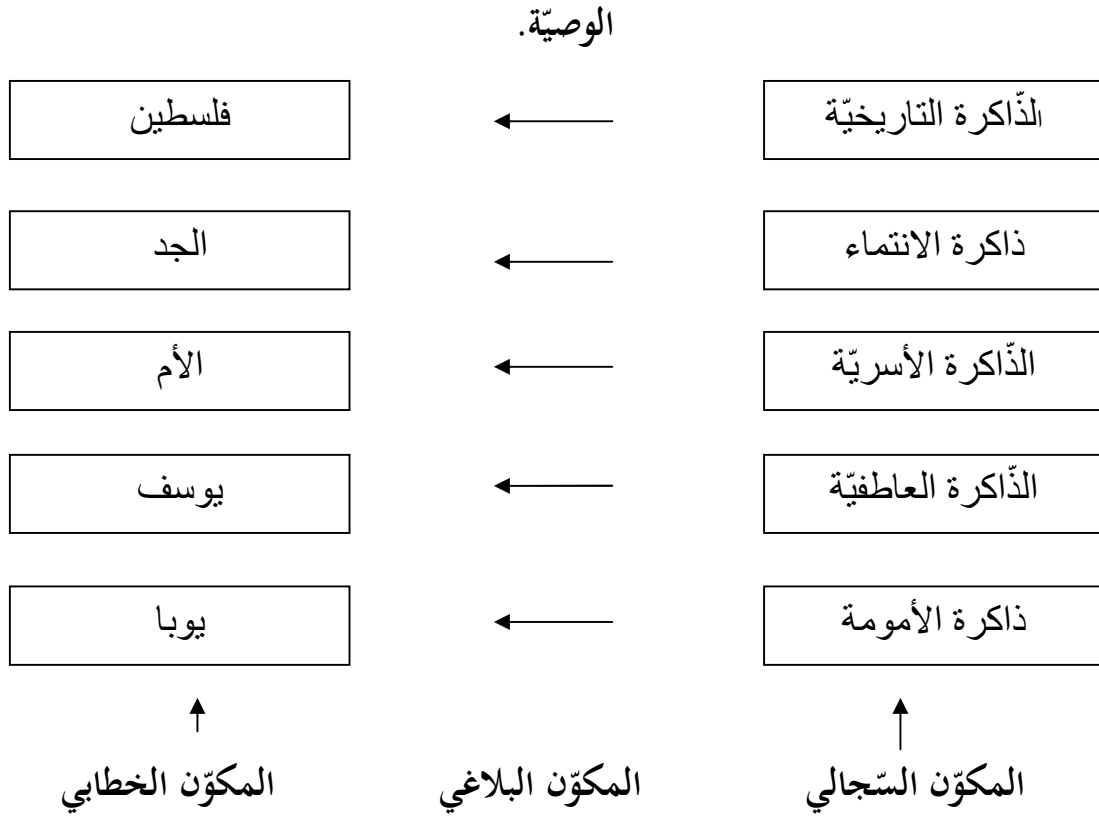 الوصيّة.
الذّاكرة التاريخيّة فلسطين
ذاكرة الانتماء الجد
الذّاكرة الأسريّة الأم
الذّاكرة العاطفيّة يوسف
ذاكرة الأمومة يوبا
المكوّن السّجالي المكوّن البلاغي المكوّن الخطابي